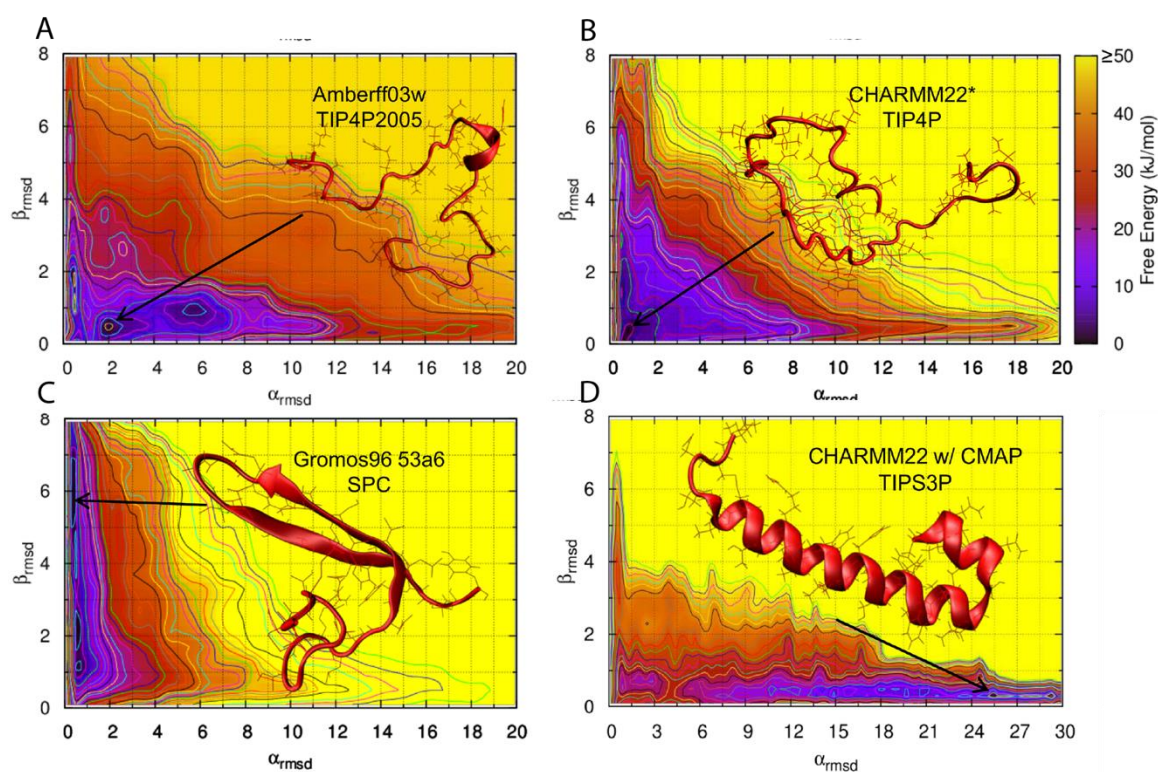 A
B
rmsd
8
6
4
2
0
βrmsd
Amberff03w
TIP4P2005
0 2 4 6 8 10 12 14 16 18 20
αrmsd
8
6
4
2
0
βrmsd
CHARMM22*
TIP4P
0 2 4 6 8 10 12 14 16 18 20
αrmsd
≥50
40
30
20
10
0
Free Energy (kJ/mol)
C
D
8
6
4
2
0
βrmsd
Gromos96 53a6
SPC
0 2 4 6 8 10 12 14 16 18 20
αrmsd
8
6
4
2
0
βrmsd
CHARMM22 w/ CMAP
TIPS3P
0 3 6 9 12 15 18 21 24 27 30
αrmsd